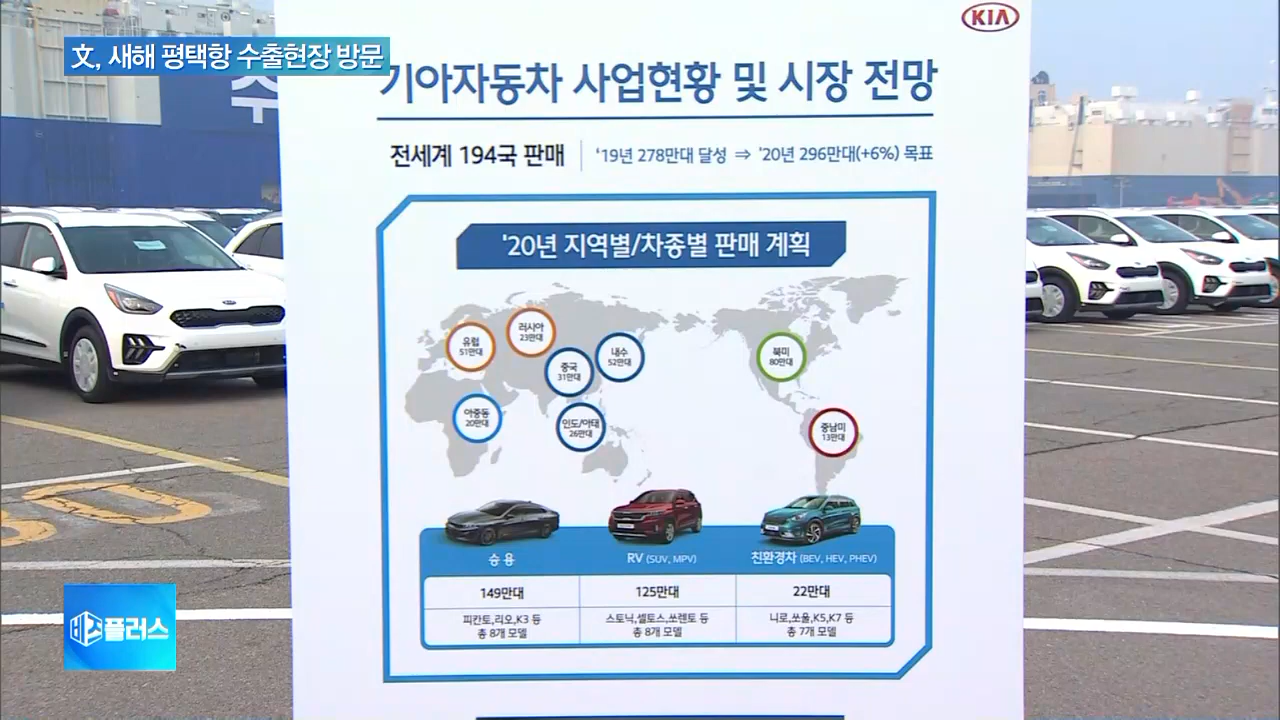 文, 새해 평택항 수출현장 방문
KIA
기아자동차 사업현황 및 시장 전망
전세계 194국 판매 '19년 278만대 달성 ⇒ '20년 296만대(+6%) 목표
'20년 지역별/차종별 판매 계획
유럽
51만대
러시아
23만대
중국
31만대
내수
52만대
북미
80만대
아중동
20만대
인도/아태
26만대
중남미
13만대
승 용 RV (SUV, MPV) 친환경차 (BEV, HEV, PHEV)
149만대 125만대 22만대
피칸토,리오,K3 등 스토닉,셀토스,쏘렌토 등 니로,쏘울,K5,K7 등
총 8개 모델 총 8개 모델 총 7개 모델
비즈플러스